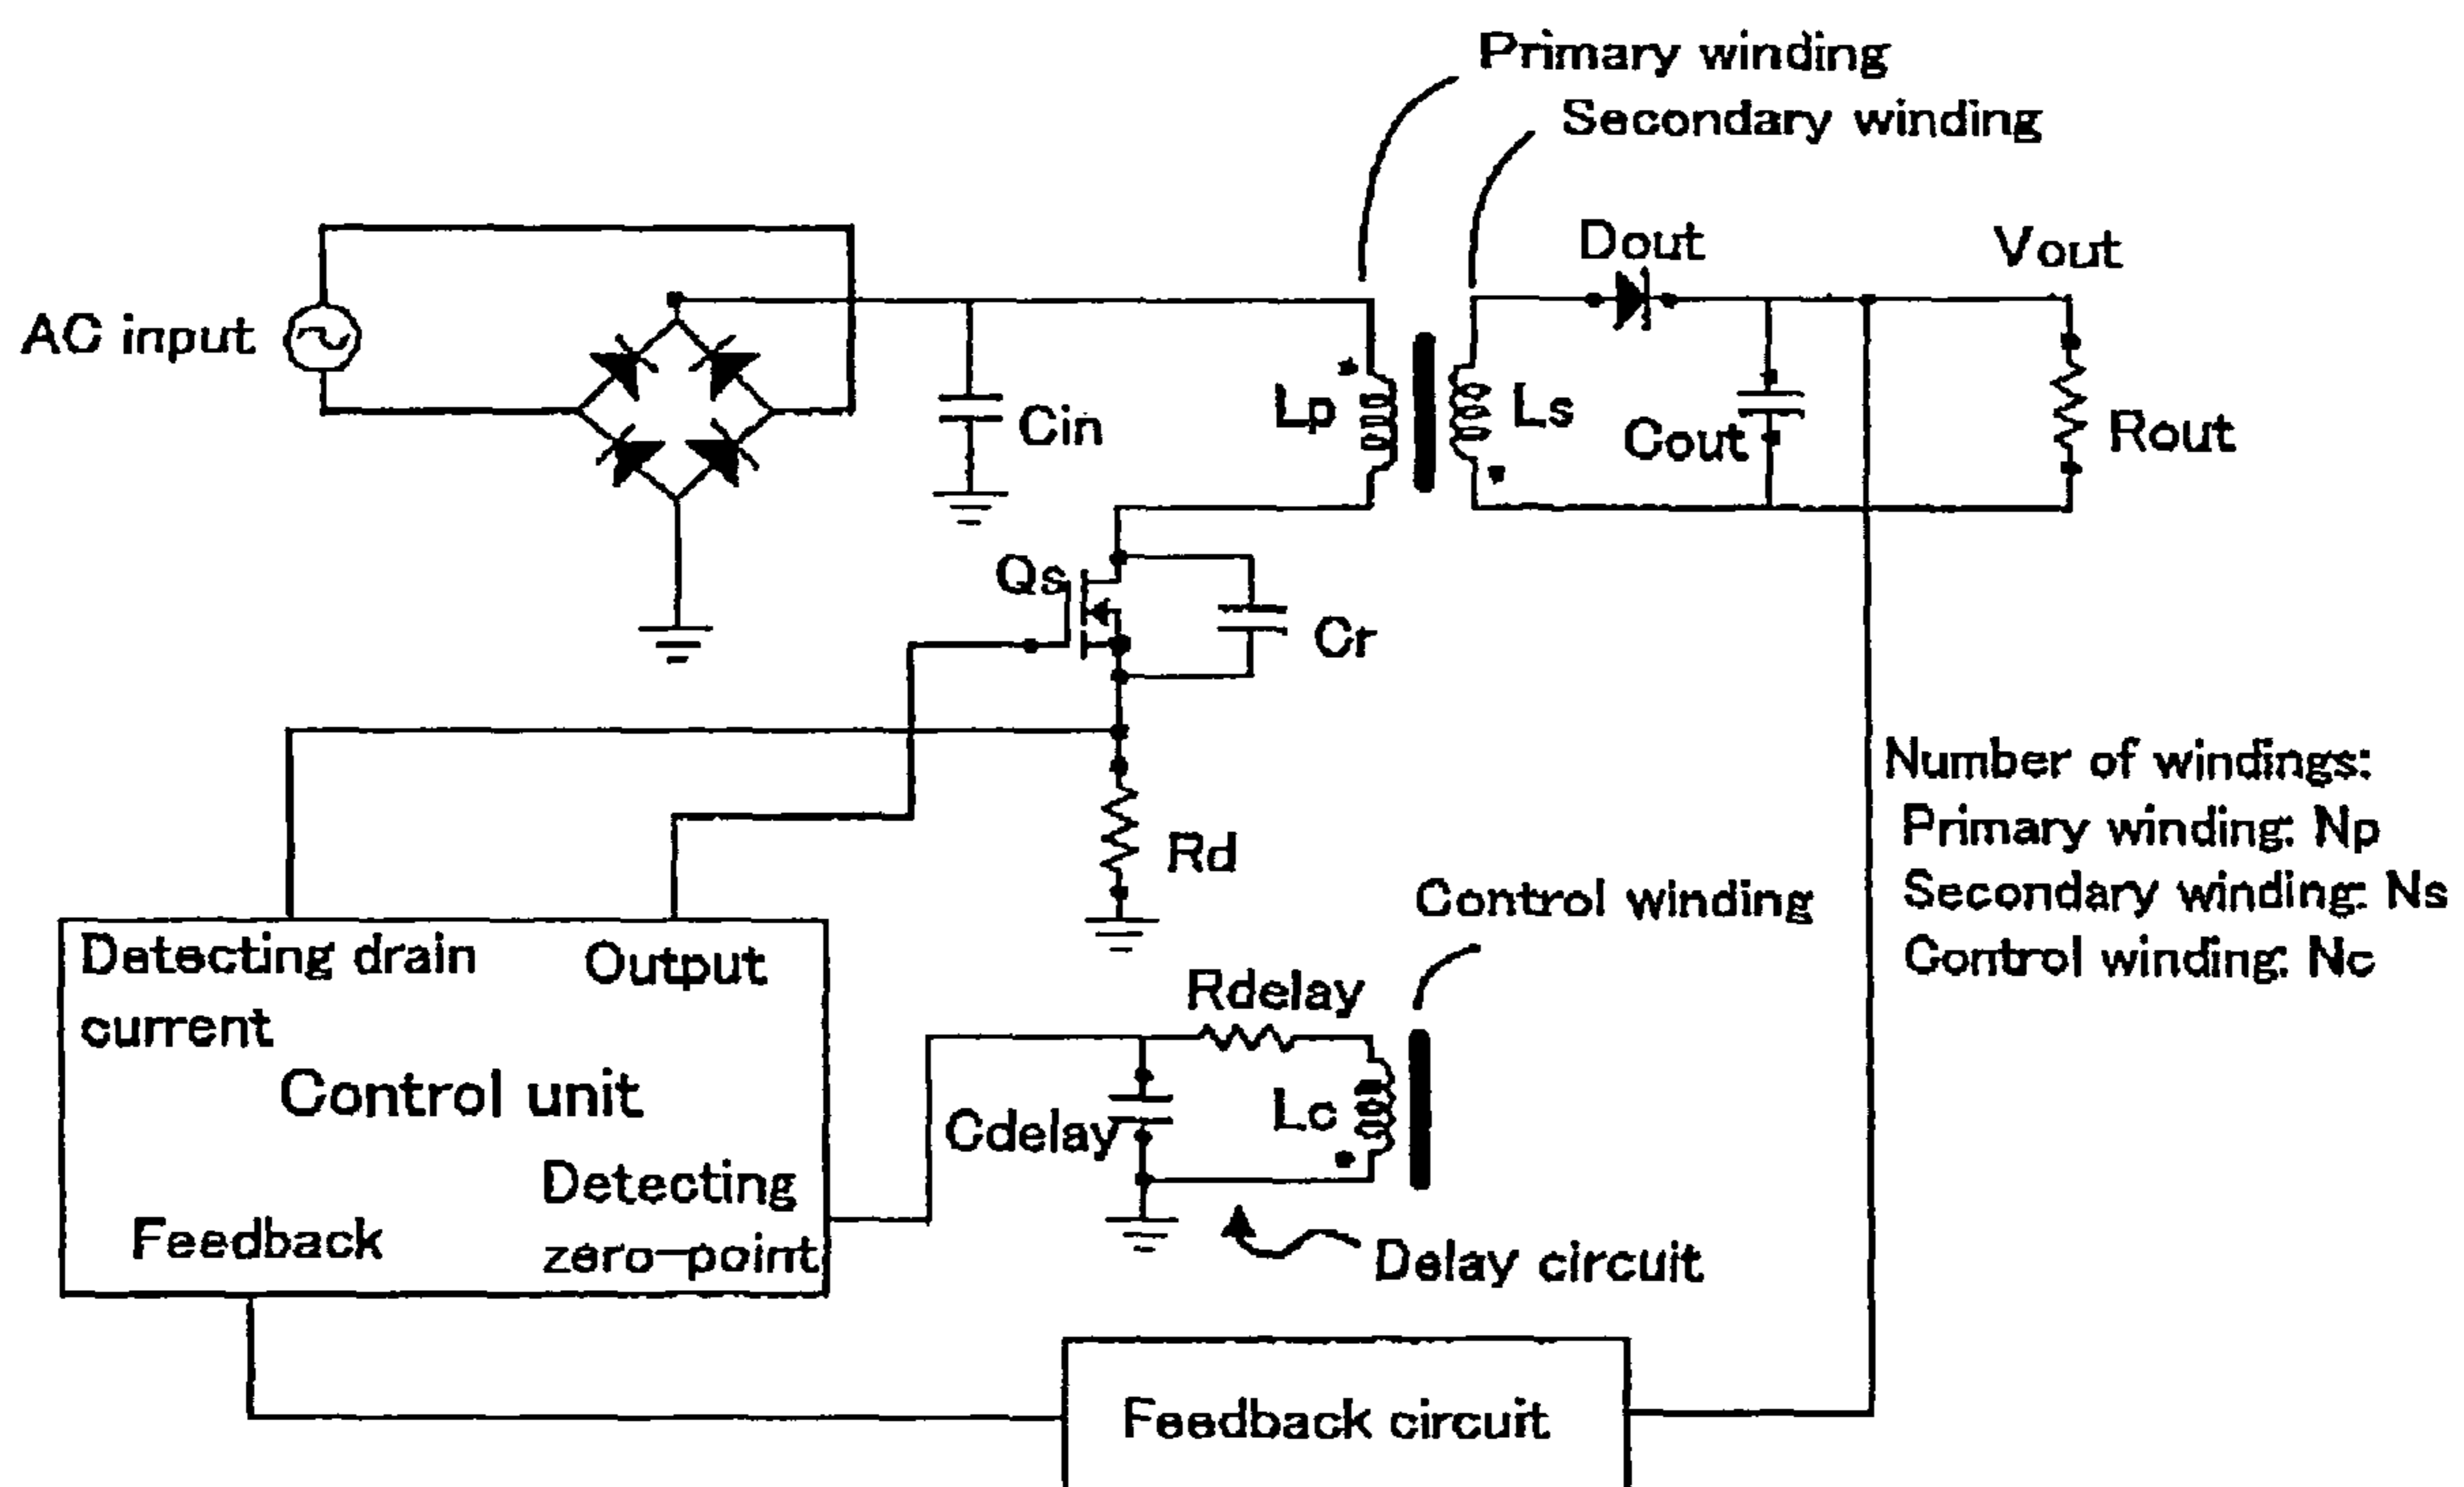 Primary winding
Secondary winding
Dout
Vout
AC input
Cin
Lp
Ls
Cout
Rout
Qs
Cr
Number of windings:
Primary winding: Np
Secondary winding: Ns
Control winding: Nc
Rd
Control winding
Detecting drain
current
Output
Rdelay
Control unit
Cdelay
Lc
Detecting
zero-point
Feedback
Delay circuit
Feedback circuit